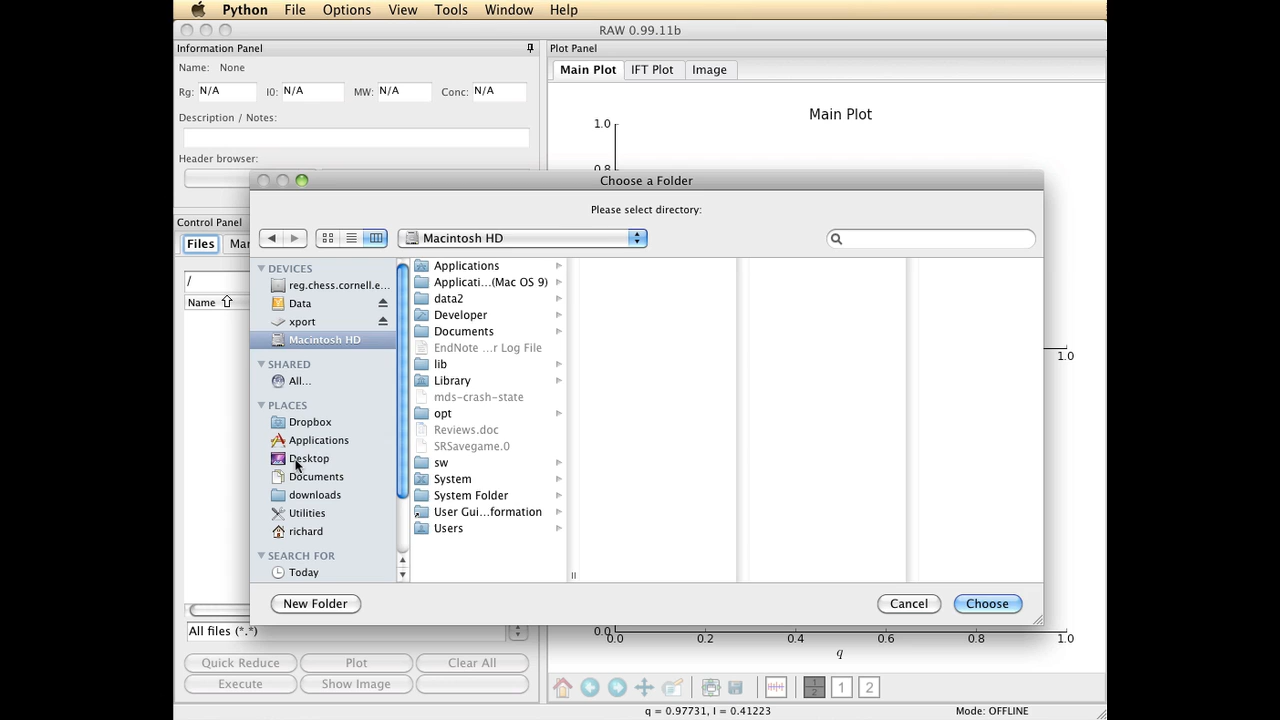 Python File Options View Tools Window Help
RAW 0.99.11b
Information Panel
Plot Panel
Name: None
Main Plot IFT Plot Image
Rg: N/A I0: N/A MW: N/A Conc: N/A
Description / Notes:
Main Plot
1.0
Header browser:
0.8
Choose a Folder
Please select directory:
Control Panel
Files Mar
Macintosh HD
/
Name
DEVICES
reg.chess.cornell.e...
Data
xport
Macintosh HD
SHARED
All...
PLACES
Dropbox
Applications
Desktop
Documents
downloads
Utilities
richard
SEARCH FOR
Today
Applications
Applicati...(Mac OS 9)
data2
Developer
Documents
EndNote ...r Log File
lib
Library
mds-crash-state
opt
Reviews.doc
SRSavegame.0
sw
System
System Folder
User Gui...formation
Users
1.0
New Folder Cancel Choose
All files (*.*)
0.0
0.0 0.2 0.4 0.6 0.8 1.0
q
Quick Reduce Plot Clear All
Execute Show Image
1
2
1 2
q = 0.97731, I = 0.41223 Mode: OFFLINE